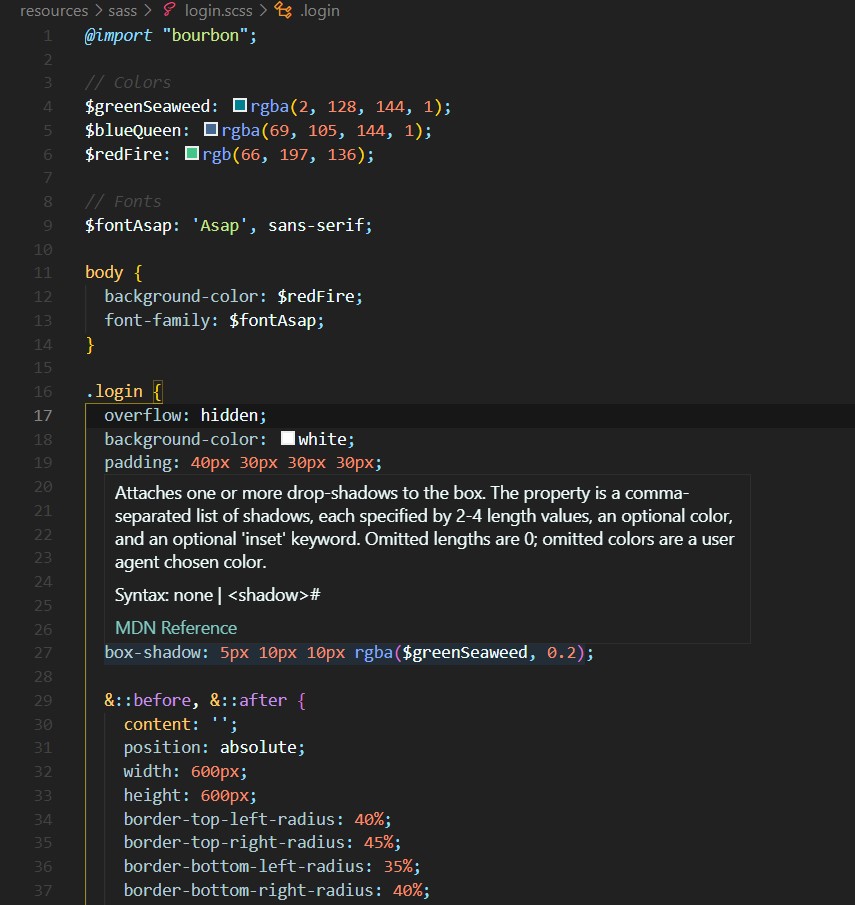 resources > sass > login.scss > .login
1 @import "bourbon";
2
3 // Colors
4 $greenSeaweed: rgba(2, 128, 144, 1);
5 $blueQueen: rgba(69, 105, 144, 1);
6 $redFire: rgb(66, 197, 136);
7
8 // Fonts
9 $fontAsap: 'Asap', sans-serif;
10
11 body {
12 background-color: $redFire;
13 font-family: $fontAsap;
14 }
15
16 .login {
17 overflow: hidden;
18 background-color: white;
19 padding: 40px 30px 30px 30px;
20
21
22
23
24
25
26
Attaches one or more drop-shadows to the box. The property is a comma-
separated list of shadows, each specified by 2-4 length values, an optional color,
and an optional 'inset' keyword. Omitted lengths are 0; omitted colors are a user
agent chosen color.
Syntax: none | <shadow>#
MDN Reference
27 box-shadow: 5px 10px 10px rgba($greenSeaweed, 0.2);
28
29 &::before, &::after {
30 content: '';
31 position: absolute;
32 width: 600px;
33 height: 600px;
34 border-top-left-radius: 40%;
35 border-top-right-radius: 45%;
36 border-bottom-left-radius: 35%;
37 border-bottom-right-radius: 40%;